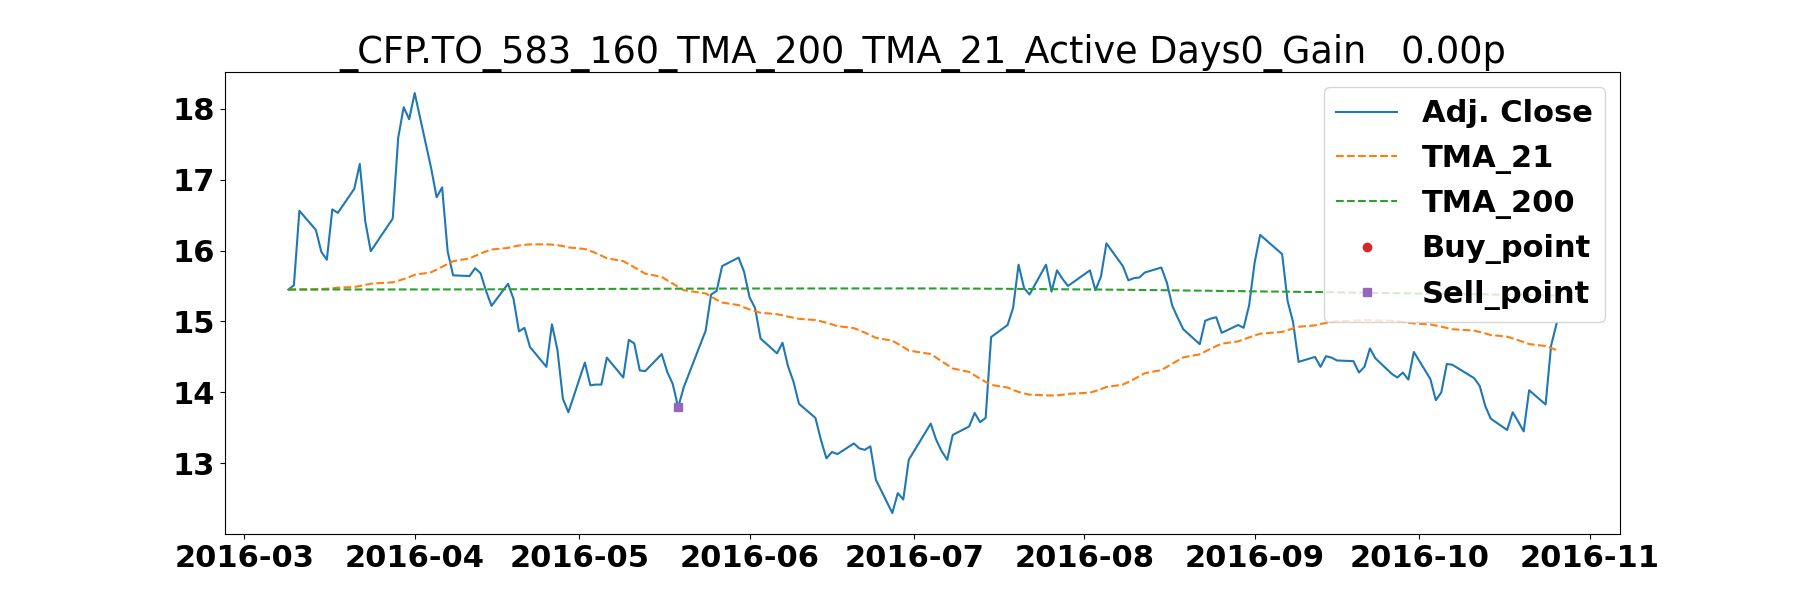 _CFP.TO_583_160_TMA_200_TMA_21_Active Days0_Gain   0.00p
18
17
16
15
14
13
Adj. Close
TMA_21
TMA_200
Buy_point
Sell_point
2016-03 2016-04 2016-05 2016-06 2016-07 2016-08 2016-09 2016-10 2016-11